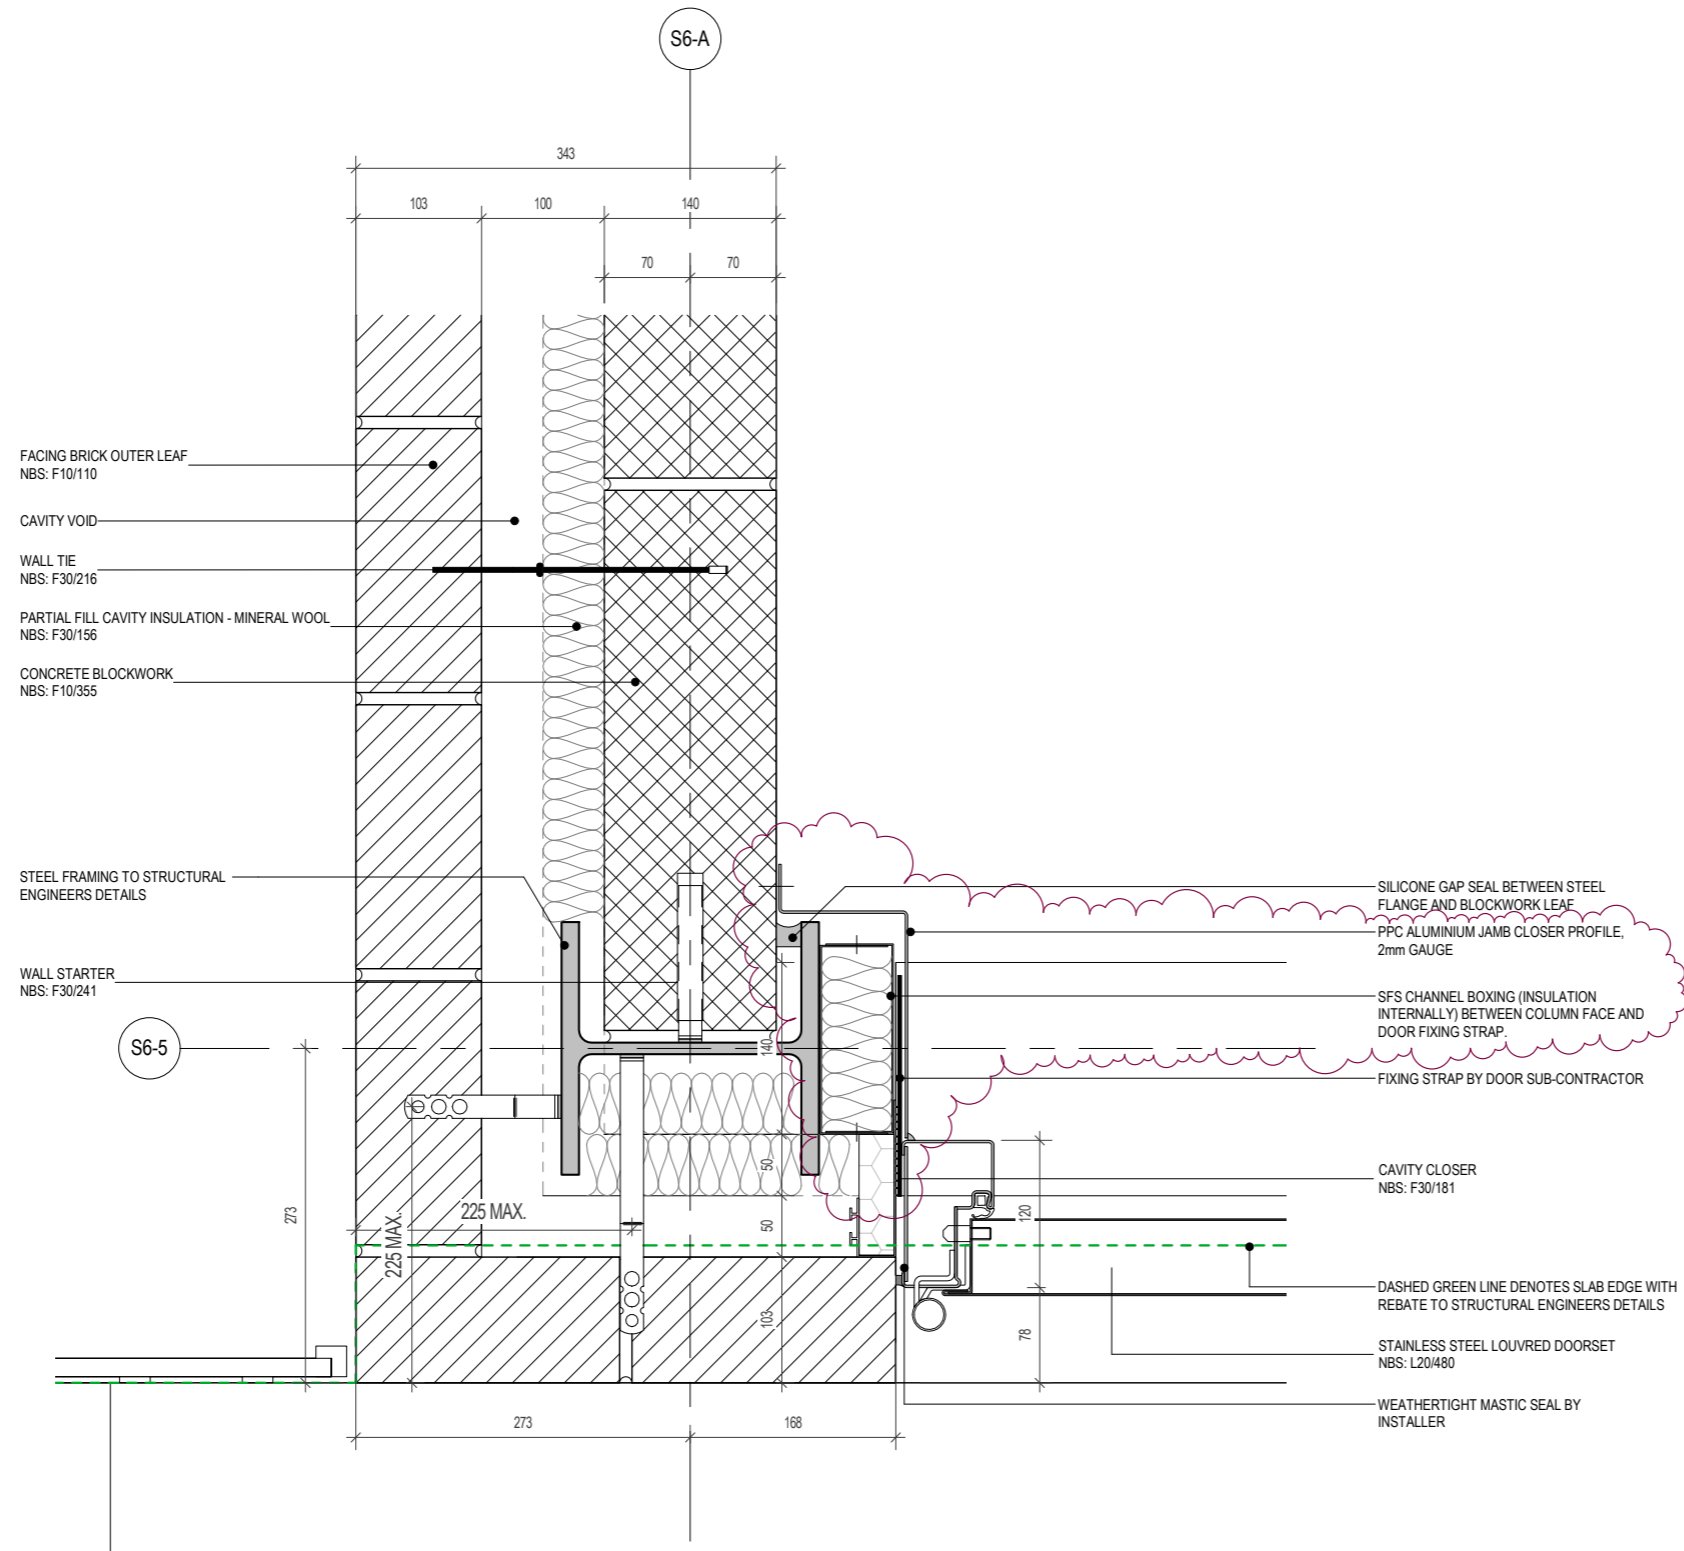 S6-A
343
103
100
140
70
70
FACING BRICK OUTER LEAF
NBS: F10/110
CAVITY VOID
WALL TIE
NBS: F30/216
PARTIAL FILL CAVITY INSULATION - MINERAL WOOL
NBS: F30/156
CONCRETE BLOCKWORK
NBS: F10/355
STEEL FRAMING TO STRUCTURAL
ENGINEERS DETAILS
WALL STARTER
NBS: F30/241
S6-5
SILICONE GAP SEAL BETWEEN STEEL
FLANGE AND BLOCKWORK LEAF
PPC ALUMINIUM JAMB CLOSER PROFILE,
2mm GAUGE
SFS CHANNEL BOXING (INSULATION
INTERNALLY) BETWEEN COLUMN FACE AND
DOOR FIXING STRAP.
FIXING STRAP BY DOOR SUB-CONTRACTOR
CAVITY CLOSER
NBS: F30/181
DASHED GREEN LINE DENOTES SLAB EDGE WITH
REBATE TO STRUCTURAL ENGINEERS DETAILS
STAINLESS STEEL LOUVRED DOORSET
NBS: L20/480
WEATHERTIGHT MASTIC SEAL BY
INSTALLER
140
50
50
103
120
78
273
225 MAX.
225 MAX.
273
168